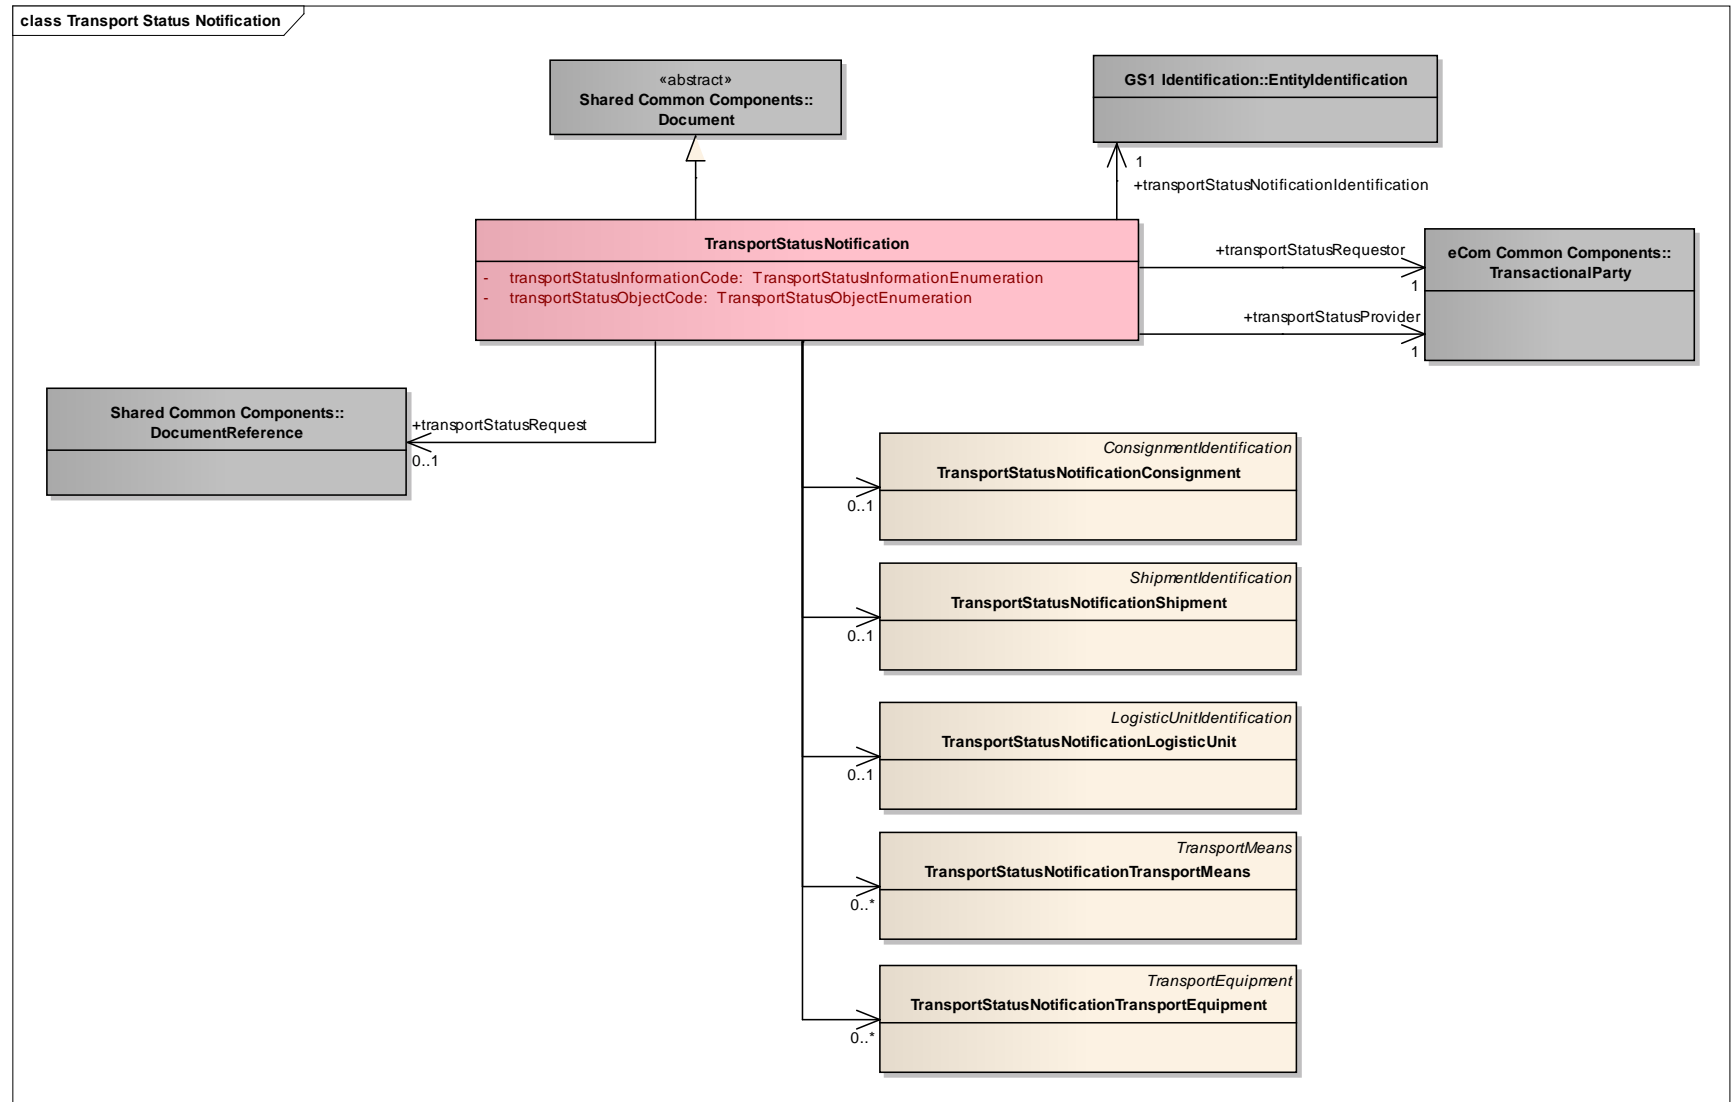 class Transport Status Notification
«abstract»
Shared Common Components::
Document
GS1 Identification::EntityIdentification
1
+transportStatusNotificationIdentification
TransportStatusNotification
- transportStatusInformationCode: TransportStatusInformationEnumeration
- transportStatusObjectCode: TransportStatusObjectEnumeration
+transportStatusRequestor
1
eCom Common Components::
TransactionalParty
+transportStatusProvider
1
Shared Common Components::
DocumentReference
+transportStatusRequest
0..1
ConsignmentIdentification
TransportStatusNotificationConsignment
0..1
ShipmentIdentification
TransportStatusNotificationShipment
0..1
LogisticUnitIdentification
TransportStatusNotificationLogisticUnit
0..1
TransportMeans
TransportStatusNotificationTransportMeans
0..*
TransportEquipment
TransportStatusNotificationTransportEquipment
0..*